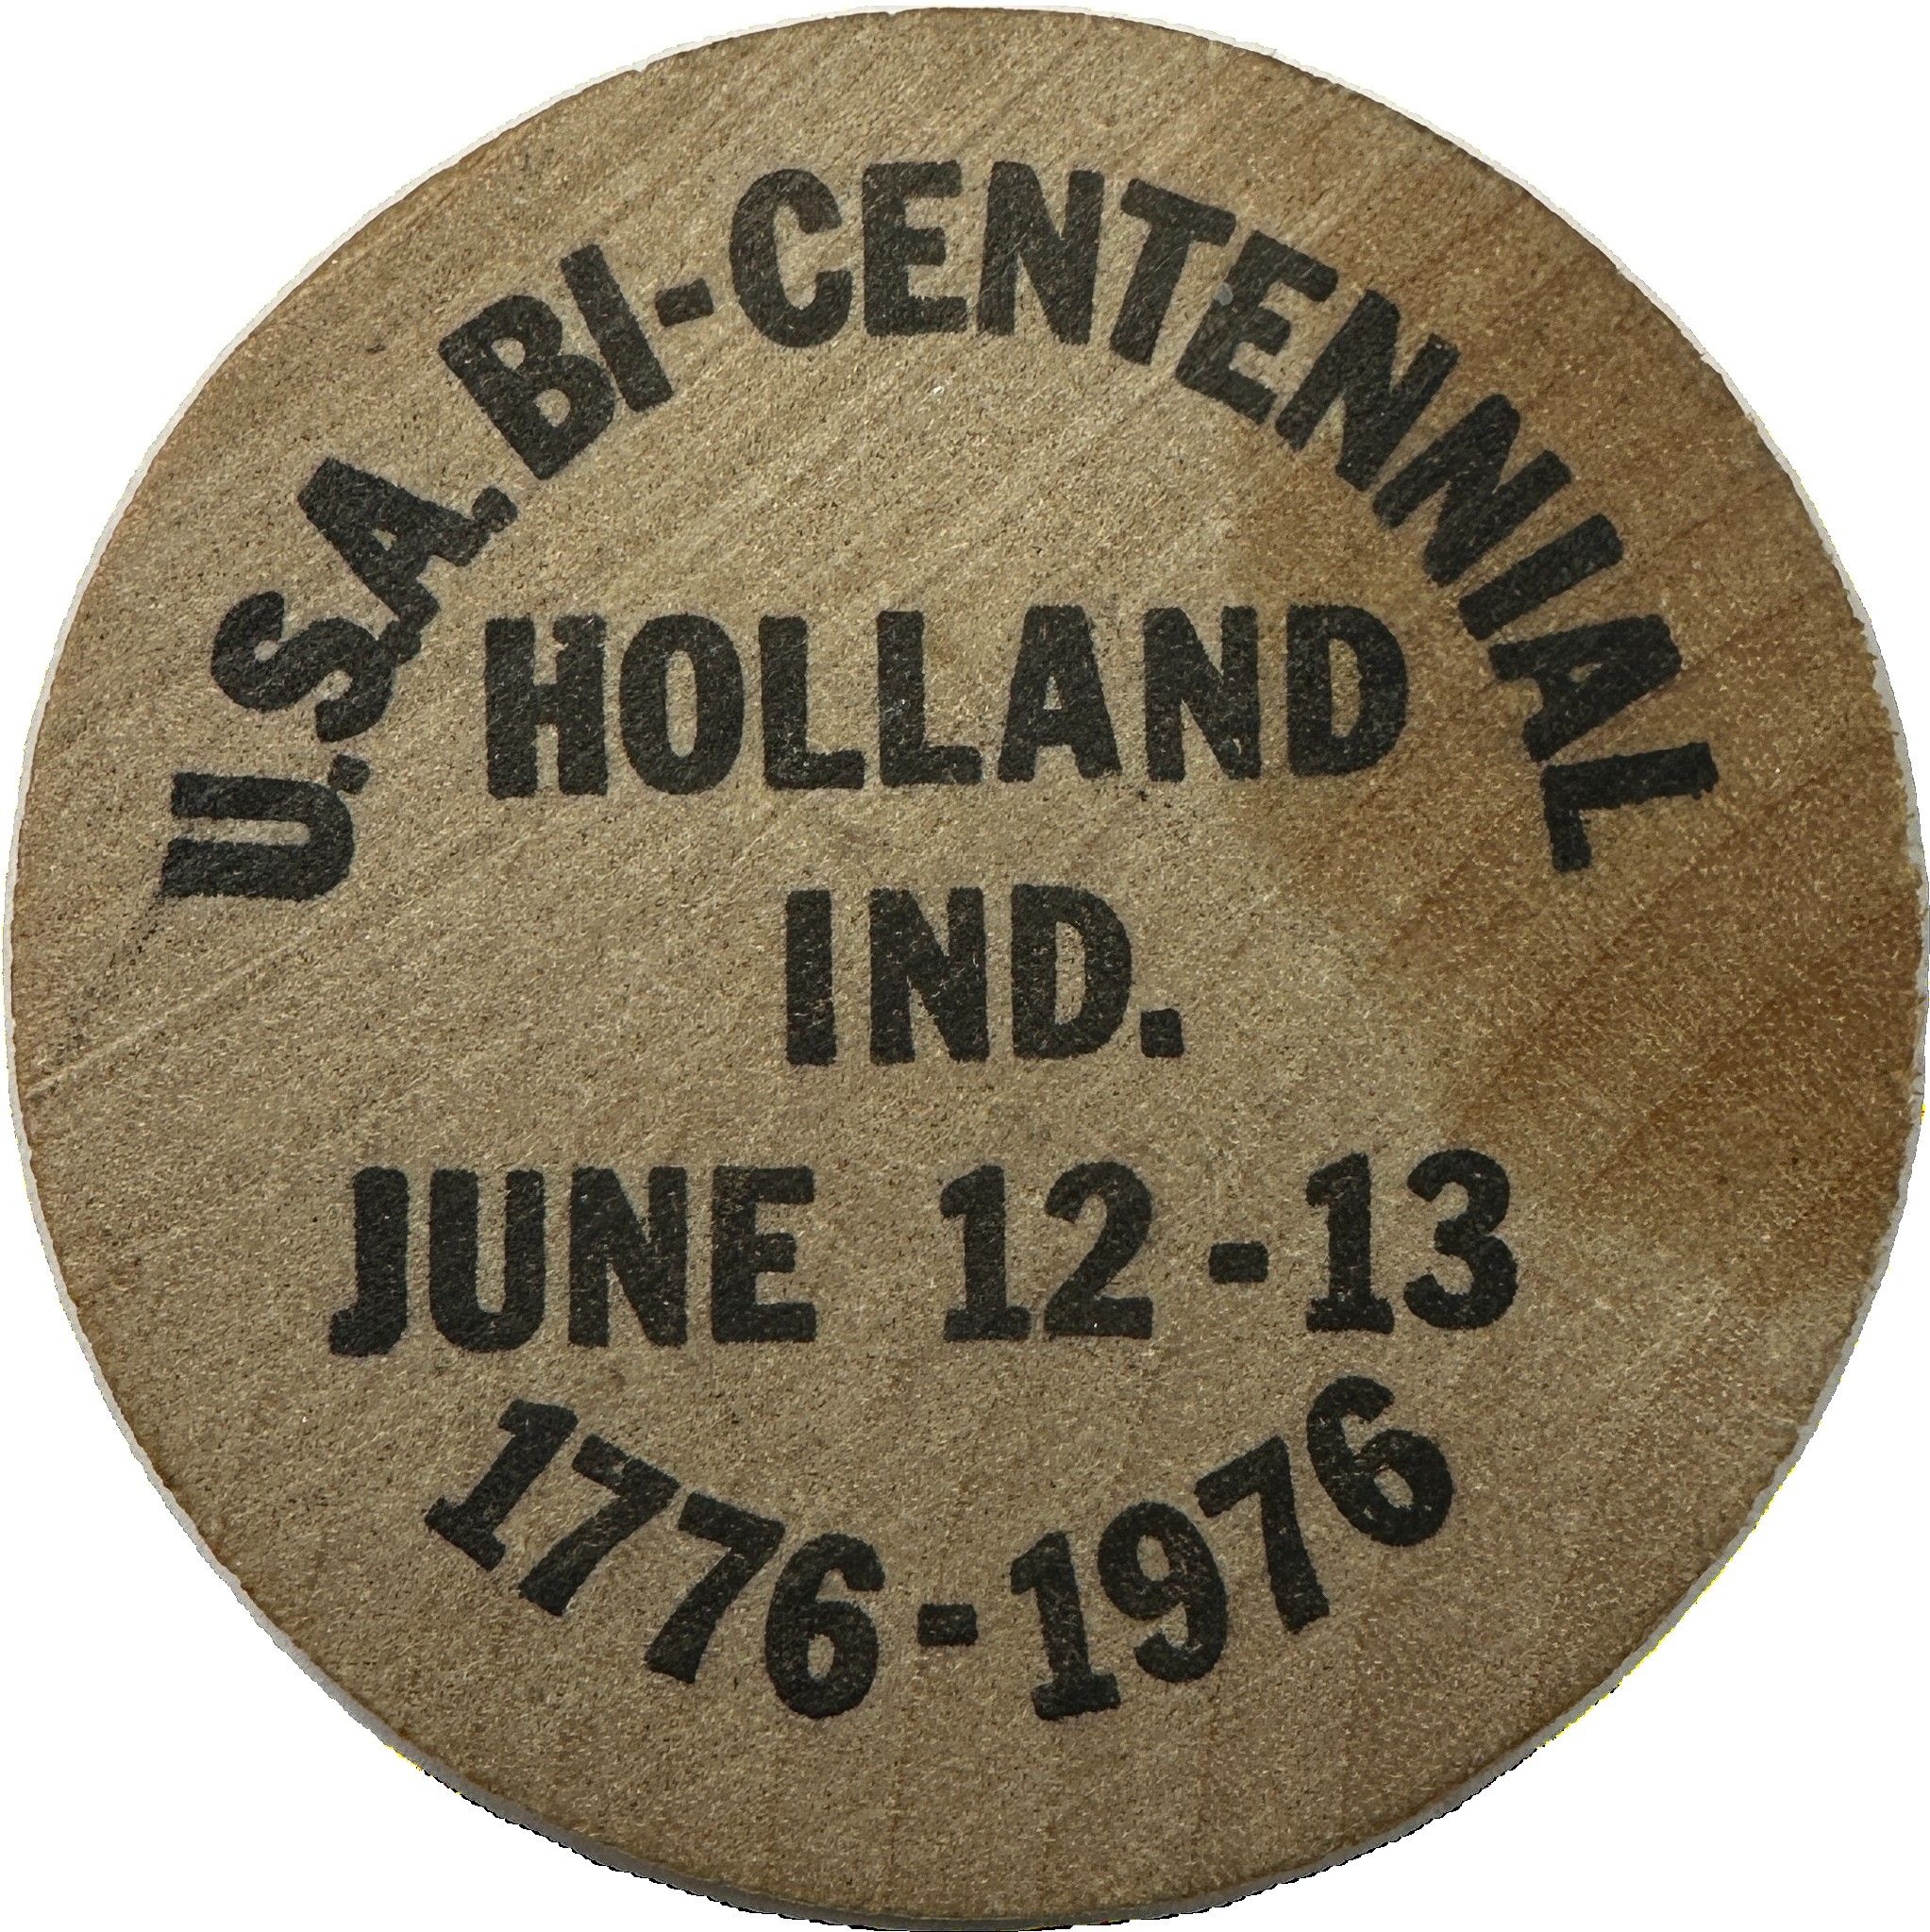 U.S.A. BI-CENTENNIAL
HOLLAND
IND.
JUNE 12-13
1776-1976